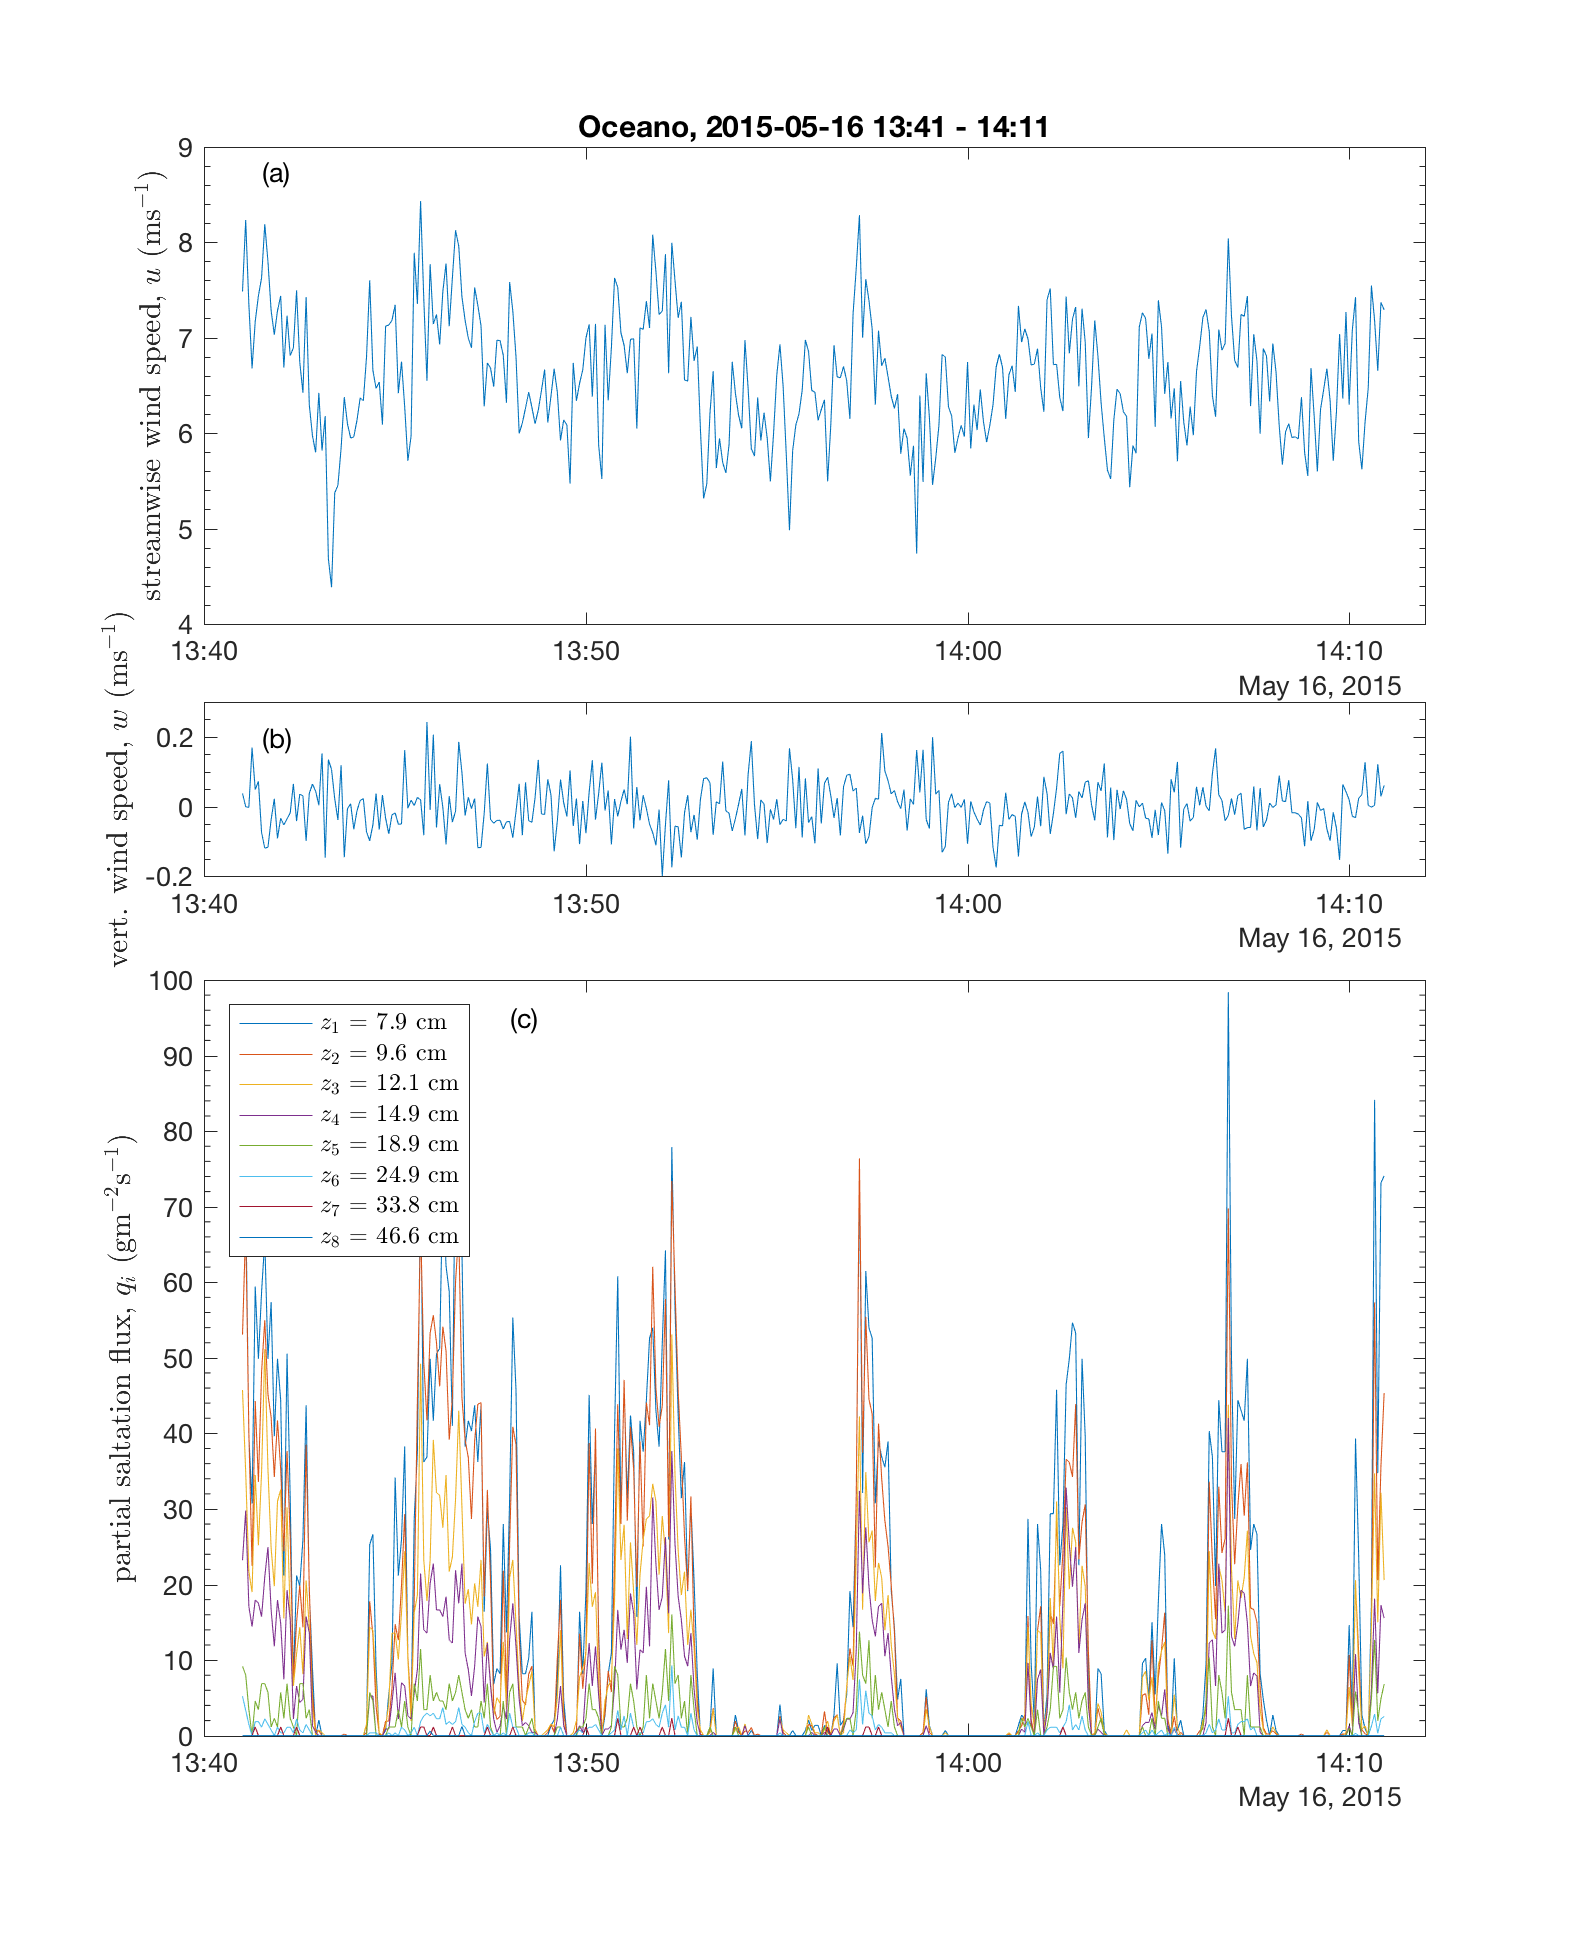 Oceano, 2015-05-16 13:41 - 14:11
(a)
streamwise wind speed, u (ms⁻¹)
9
8
7
6
5
4
13:40 13:50 14:00 14:10
May 16, 2015
(b)
vert. wind speed, w (ms⁻¹)
0.2
0
-0.2
13:40 13:50 14:00 14:10
May 16, 2015
(c)
partial saltation flux, qᵢ (gm⁻²s⁻¹)
100
90
80
70
60
50
40
30
20
10
0
z₁ = 7.9 cm
z₂ = 9.6 cm
z₃ = 12.1 cm
z₄ = 14.9 cm
z₅ = 18.9 cm
z₆ = 24.9 cm
z₇ = 33.8 cm
z₈ = 46.6 cm
13:40 13:50 14:00 14:10
May 16, 2015